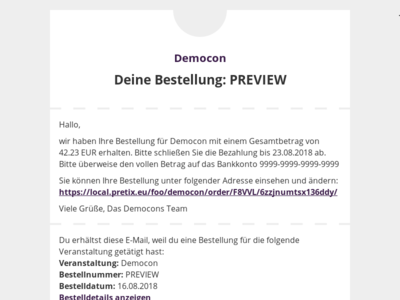 Democon
Deine Bestellung: PREVIEW
Hallo,
wir haben Ihre Bestellung für Democon mit einem Gesamtbetrag von
42,23 EUR erhalten. Bitte schließen Sie die Bezahlung bis 23.08.2018 ab.
Bitte überweise den vollen Betrag auf das Bankkonto 9999-9999-9999-9999
Sie können Ihre Bestellung unter folgender Adresse einsehen und ändern:
https://local.pretix.eu/foo/democon/order/F8VVL/6zzjnumtsx136ddy/
Viele Grüße, Das Democons Team
Du erhältst diese E-Mail, weil du eine Bestellung für die folgende
Veranstaltung getätigt hast:
Veranstaltung: Democon
Bestellnummer: PREVIEW
Bestelldatum: 16.08.2018
Bestelldetails anzeigen